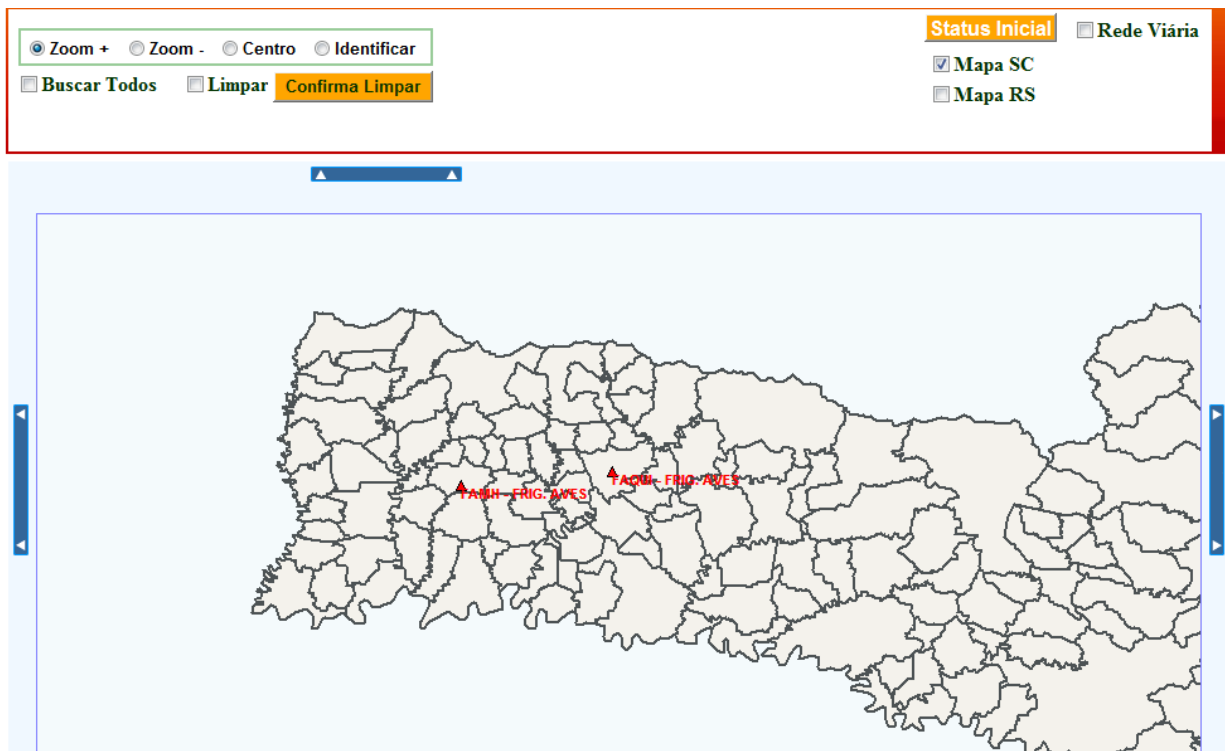 Zoom + Zoom - Centro Identificar
Buscar Todos Limpar Confirma Limpar
Status Inicial Rede Viária
Mapa SC
Mapa RS
- FRIG. AVES
- FRIG. AVES